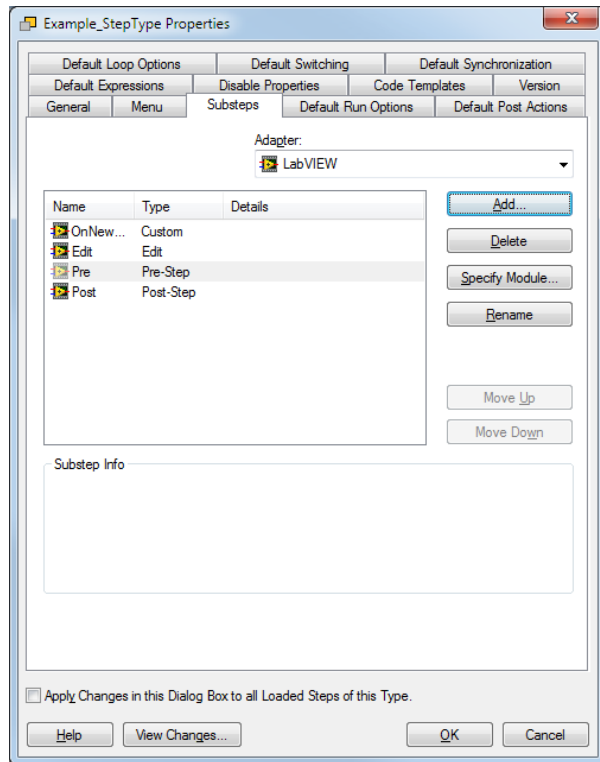 Example_StepType Properties
Default Loop Options Default Switching Default Synchronization
Default Expressions Disable Properties Code Templates Version
General Menu Substeps Default Run Options Default Post Actions
Adapter:
LabVIEW
Name Type Details
OnNew... Custom
Edit Edit
Pre Pre-Step
Post Post-Step
Add...
Delete
Specify Module...
Rename
Move Up
Move Down
Substep Info
Apply Changes in this Dialog Box to all Loaded Steps of this Type.
Help View Changes... OK Cancel